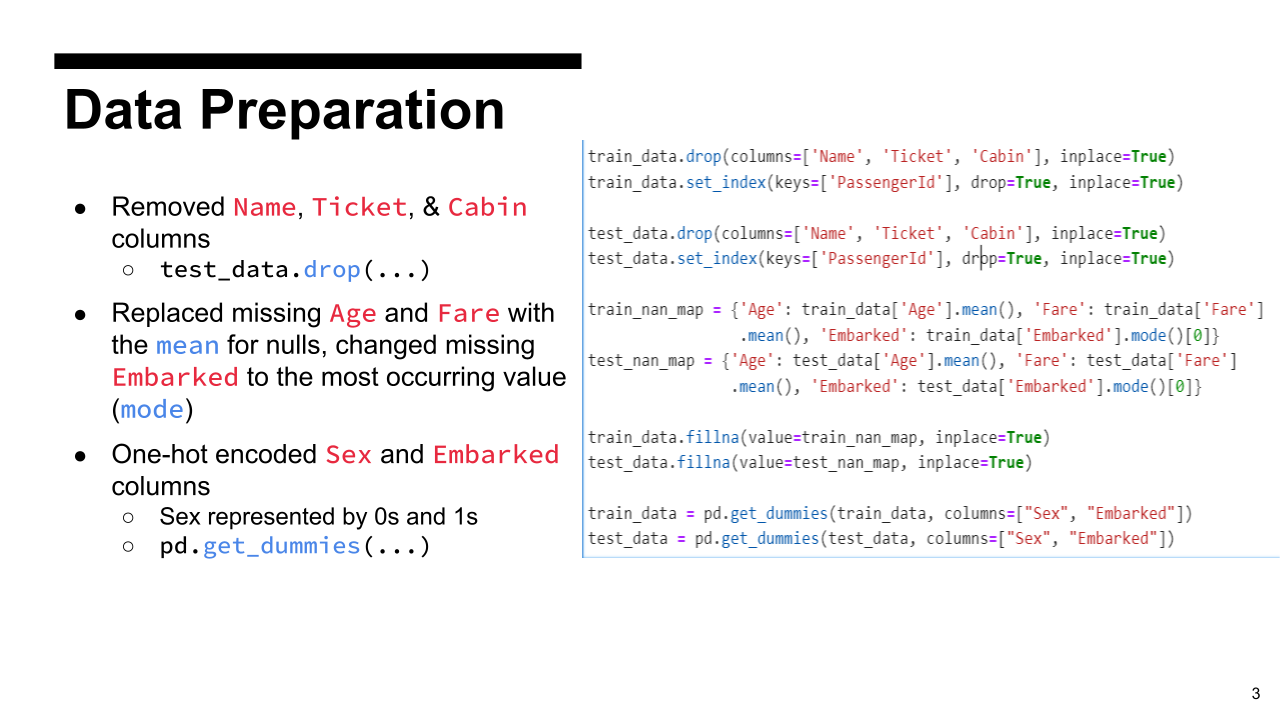 Data Preparation
● Removed Name, Ticket, & Cabin
columns
○ test_data.drop(...)
● Replaced missing Age and Fare with
the mean for nulls, changed missing
Embarked to the most occurring value
(mode)
● One-hot encoded Sex and Embarked
columns
○ Sex represented by 0s and 1s
○ pd.get_dummies(...)
train_data.drop(columns=['Name', 'Ticket', 'Cabin'], inplace=True)
train_data.set_index(keys=['PassengerId'], drop=True, inplace=True)
test_data.drop(columns=['Name', 'Ticket', 'Cabin'], inplace=True)
test_data.set_index(keys=['PassengerId'], drop=True, inplace=True)
train_nan_map = {'Age': train_data['Age'].mean(), 'Fare': train_data['Fare']
.mean(), 'Embarked': train_data['Embarked'].mode()[0]}
test_nan_map = {'Age': test_data['Age'].mean(), 'Fare': test_data['Fare']
.mean(), 'Embarked': test_data['Embarked'].mode()[0]}
train_data.fillna(value=train_nan_map, inplace=True)
test_data.fillna(value=test_nan_map, inplace=True)
train_data = pd.get_dummies(train_data, columns=["Sex", "Embarked"])
test_data = pd.get_dummies(test_data, columns=["Sex", "Embarked"])
3